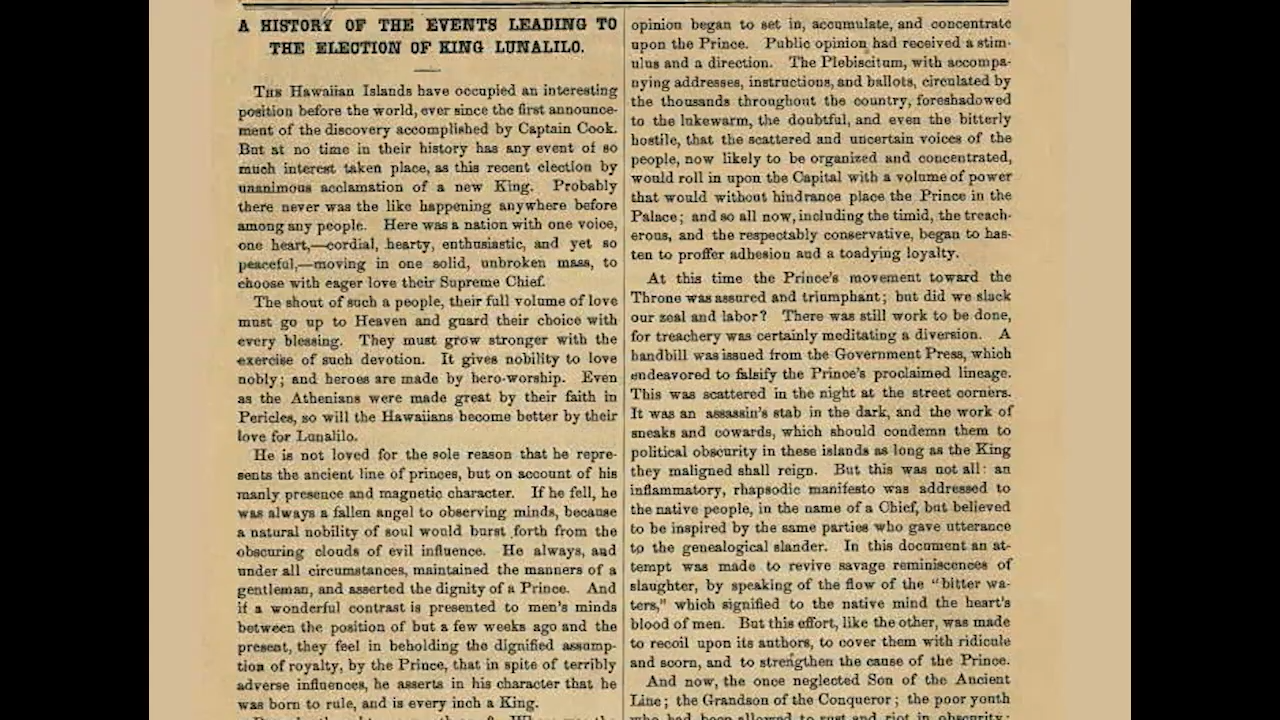 A HISTORY OF THE EVENTS LEADING TO
THE ELECTION OF KING LUNALILO.
THE Hawaiian Islands have occupied an interesting
position before the world, ever since the first announce-
ment of the discovery accomplished by Captain Cook.
But at no time in their history has any event of so
much interest taken place, as this recent election by
unanimous acclamation of a new King. Probably
there never was the like happening anywhere before
among any people. Here was a nation with one voice,
one heart,—cordial, hearty, enthusiastic, and yet so
peaceful,—moving in one solid, unbroken mass, to
choose with eager love their Supreme Chief.
The shout of such a people, their full volume of love
must go up to Heaven and guard their choice with
every blessing. They must grow stronger with the
exercise of such devotion. It gives nobility to love
nobly; and heroes are made by hero-worship. Even
as the Athenians were made great by their faith in
Pericles, so will the Hawaiians become better by their
love for Lunalilo.
He is not loved for the sole reason that he repre-
sents the ancient line of princes, but on account of his
manly presence and magnetic character. If he fell, he
was always a fallen angel to observing minds, because
a natural nobility of soul would burst forth from the
obscuring clouds of evil influence. He always, and
under all circumstances, maintained the manners of a
gentleman, and asserted the dignity of a Prince. And
if a wonderful contrast is presented to men's minds
between the position of but a few weeks ago and the
present, they feel in beholding the dignified assump-
tion of royalty, by the Prince, that in spite of terribly
adverse influences, he asserts in his character that he
was born to rule, and is every inch a King.
opinion began to set in, accumulate, and concentrate
upon the Prince. Public opinion had received a stim-
ulus and a direction. The Plebiscitum, with accompa-
nying addresses, instructions, and ballots, circulated by
the thousands throughout the country, foreshadowed
to the lukewarm, the doubtful, and even the bitterly
hostile, that the scattered and uncertain voices of the
people, now likely to be organized and concentrated,
would roll in upon the Capital with a volume of power
that would without hindrance place the Prince in the
Palace; and so all now, including the timid, the treach-
erous, and the respectably conservative, began to has-
ten to proffer adhesion and a toadying loyalty.
At this time the Prince's movement toward the
Throne was assured and triumphant; but did we slack
our zeal and labor? There was still work to be done,
for treachery was certainly meditating a diversion. A
handbill was issued from the Government Press, which
endeavored to falsify the Prince's proclaimed lineage.
This was scattered in the night at the street corners.
It was an assassin's stab in the dark, and the work of
sneaks and cowards, which should condemn them to
political obscurity in these islands as long as the King
they maligned shall reign. But this was not all: an
inflammatory, rhapsodic manifesto was addressed to
the native people, in the name of a Chief, but believed
to be inspired by the same parties who gave utterance
to the genealogical slander. In this document an at-
tempt was made to revive savage reminiscences of
slaughter, by speaking of the flow of the "bitter wa-
ters," which signified to the native mind the heart's
blood of men. But this effort, like the other, was made
to recoil upon its authors, to cover them with ridicule
and scorn, and to strengthen the cause of the Prince.
And now, the once neglected Son of the Ancient
Line; the Grandson of the Conqueror; the poor youth
who had been allowed to rust and riot in obscurity;